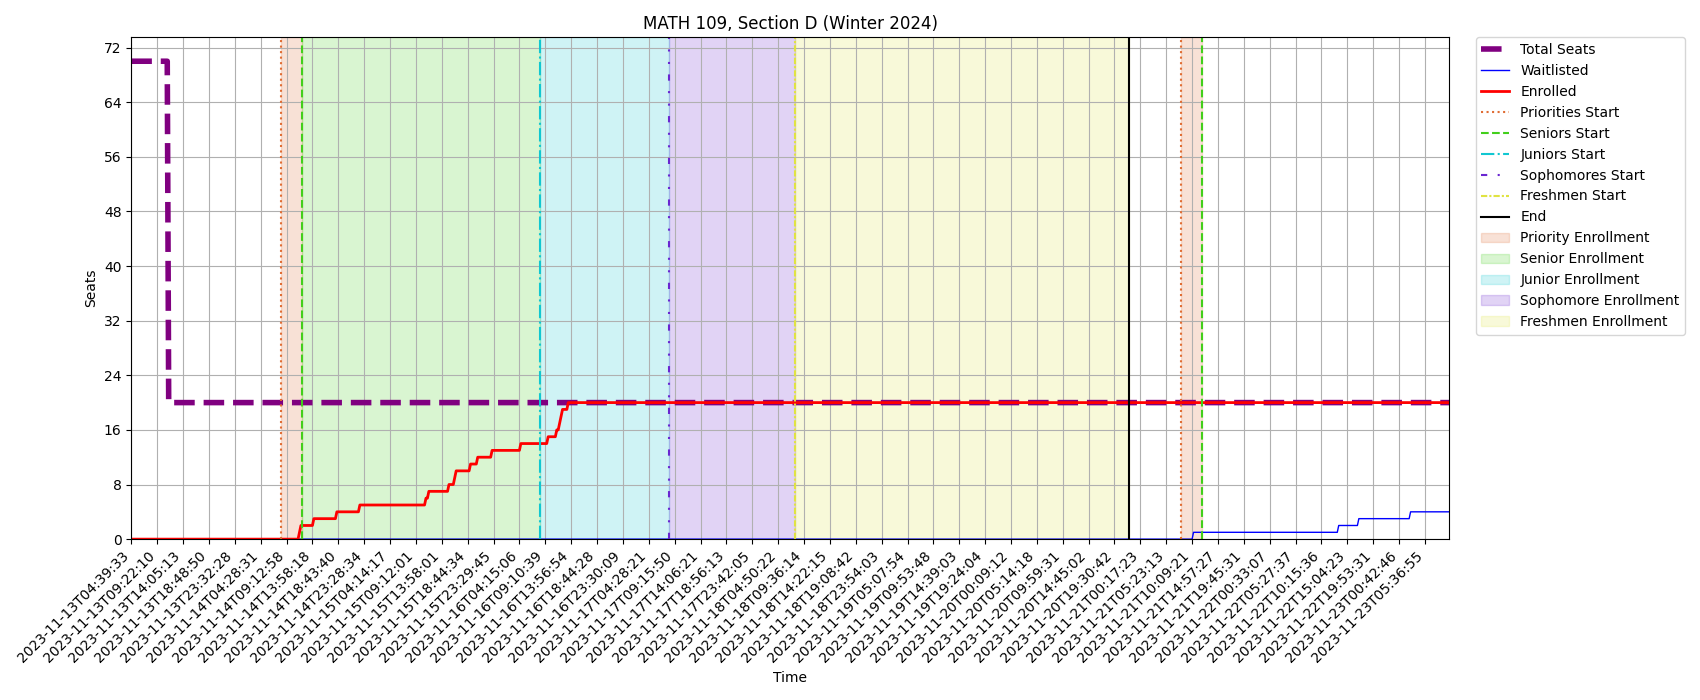 MATH 109, Section D (Winter 2024)
72
64
56
48
40
32
24
16
8
0
Seats
2023-11-13T04:39:33
2023-11-13T09:22:10
2023-11-13T14:05:13
2023-11-13T18:48:50
2023-11-13T23:32:28
2023-11-14T04:28:31
2023-11-14T09:12:58
2023-11-14T13:58:18
2023-11-14T18:43:40
2023-11-14T23:28:34
2023-11-15T04:14:17
2023-11-15T09:12:01
2023-11-15T13:58:01
2023-11-15T18:44:34
2023-11-15T23:29:45
2023-11-16T04:15:06
2023-11-16T09:10:39
2023-11-16T13:56:54
2023-11-16T18:44:28
2023-11-16T23:30:09
2023-11-17T04:28:21
2023-11-17T09:15:50
2023-11-17T14:06:21
2023-11-17T18:56:13
2023-11-17T23:42:05
2023-11-18T04:50:22
2023-11-18T09:36:14
2023-11-18T14:22:15
2023-11-18T19:08:42
2023-11-18T23:54:03
2023-11-19T05:07:54
2023-11-19T09:53:48
2023-11-19T14:39:03
2023-11-19T19:24:04
2023-11-20T00:09:12
2023-11-20T05:14:18
2023-11-20T09:59:31
2023-11-20T14:45:02
2023-11-20T19:30:42
2023-11-21T00:17:23
2023-11-21T05:23:13
2023-11-21T10:09:21
2023-11-21T14:57:27
2023-11-21T19:45:31
2023-11-22T00:33:07
2023-11-22T05:27:37
2023-11-22T10:15:36
2023-11-22T15:04:23
2023-11-22T19:53:31
2023-11-23T00:42:46
2023-11-23T05:36:55
Time
Total Seats
Waitlisted
Enrolled
Priorities Start
Seniors Start
Juniors Start
Sophomores Start
Freshmen Start
End
Priority Enrollment
Senior Enrollment
Junior Enrollment
Sophomore Enrollment
Freshmen Enrollment